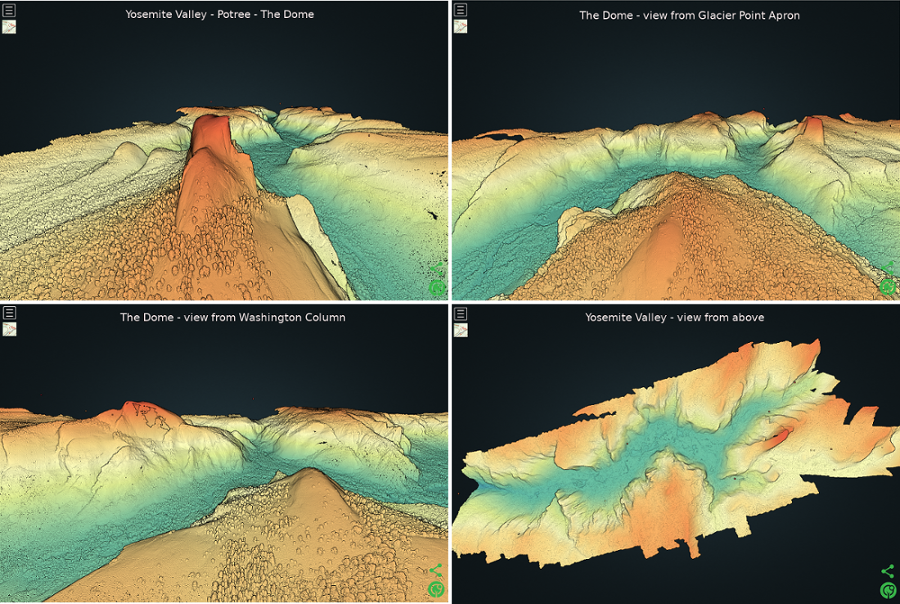 Yosemite Valley - Potree - The Dome
The Dome - view from Glacier Point Apron
The Dome - view from Washington Column
Yosemite Valley - view from above